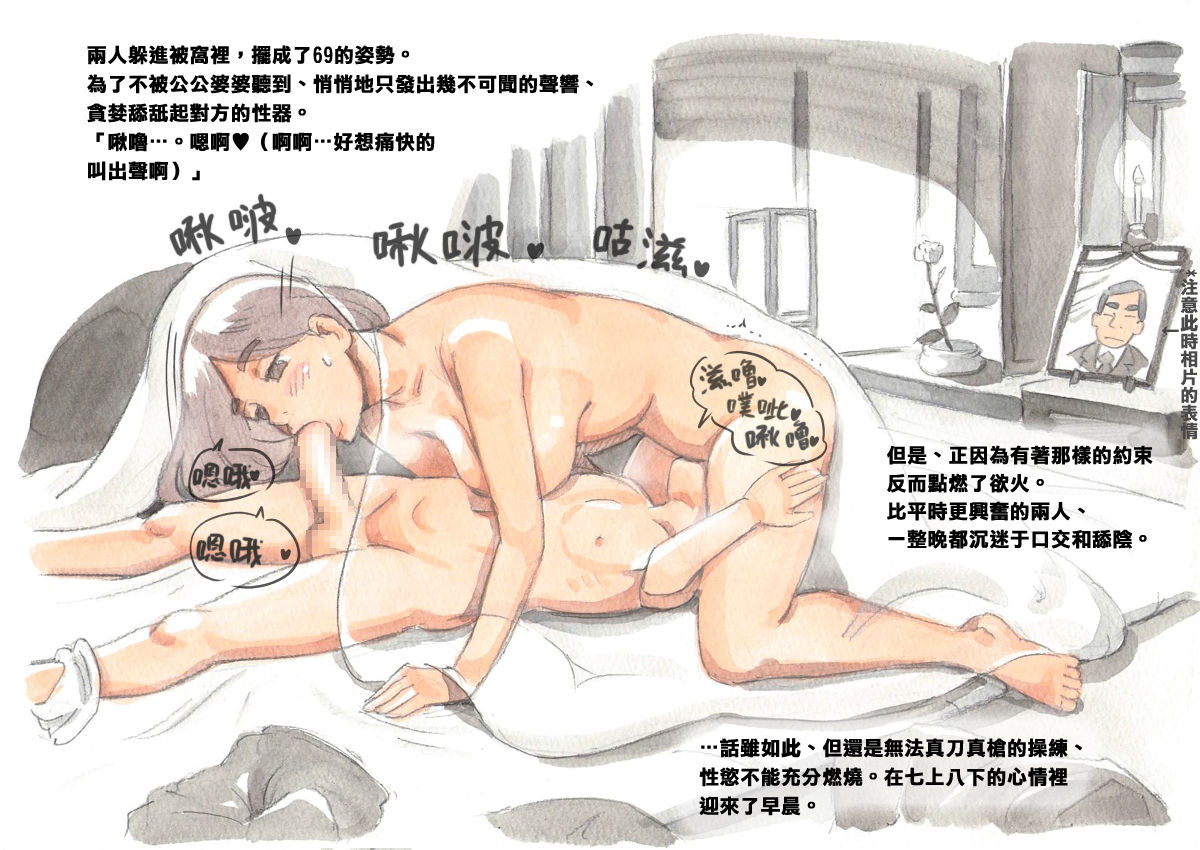 兩人躲進被窩裡，擺成了69的姿勢。
為了不被公公婆婆聽到、悄悄地只發出幾不可聞的聲響、
貪婪舔舐起對方的性器。
「啾嚕…。嗯啊♥（啊啊…好想痛快的
叫出聲啊）」
啾啵♥
啾啵♥
咕滋♥
*注意此時相片的表情
滋嚕♥
噗呲♥
啾嚕♥
嗯哦♥
嗯哦♥
但是、正因為有著那樣的約束
反而點燃了欲火。
比平時更興奮的兩人、
一整晚都沉迷于口交和舔陰。
…話雖如此、但還是無法真刀真槍的操練、
性慾不能充分燃燒。在七上八下的心情裡
迎來了早晨。